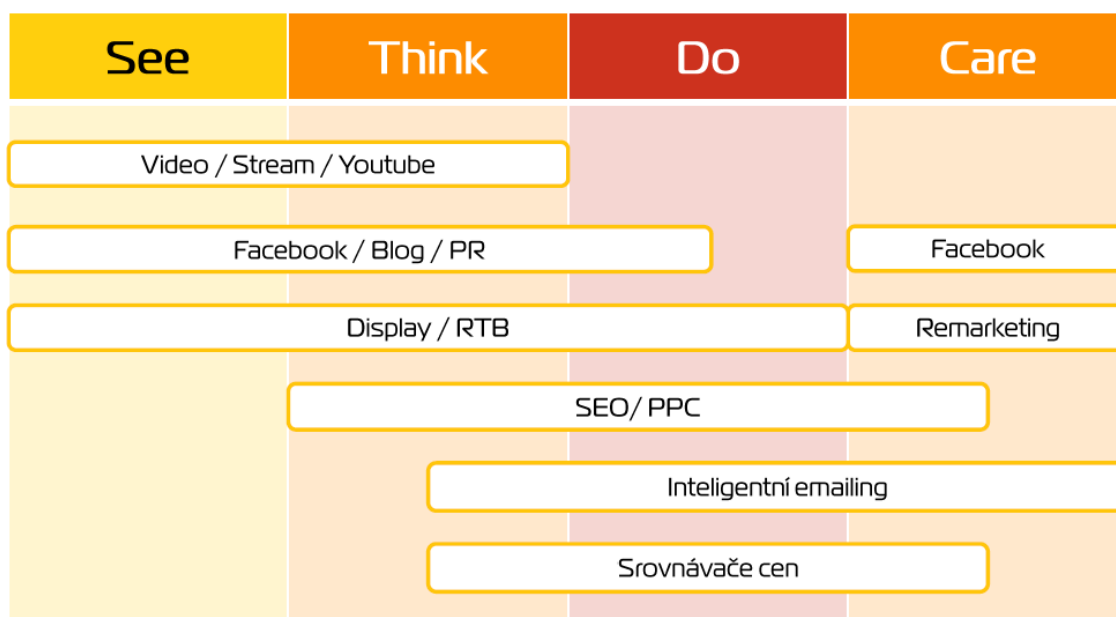 See
Think
Do
Care
Video / Stream / Youtube
Facebook / Blog / PR
Facebook
Display / RTB
Remarketing
SEO/ PPC
Inteligentní emailing
Srovnávače cen